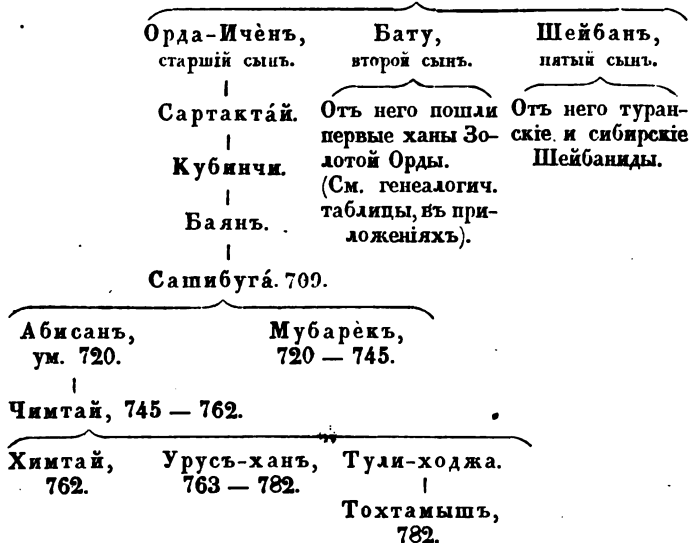 Орда-Ичѐнъ,
старшій сынъ.
Бату,
второй сынъ.
Шейбанъ,
пятый сынъ.
Сартакта́й.
Кубинчи.
Баянъ.
Сашибуга́. 709.
Отъ него пошли
первые ханы Зо-
лотой Орды.
(См. генеалогич.
таблицы, въ при-
ложеніяхъ).
Отъ него туран-
скіе и сибирскіе
Шейбаниды.
Абисанъ,
ум. 720.
Мубарѐкъ,
720 — 745.
Чимтай, 745 — 762.
Химтай,
762.
Урусъ-ханъ,
763 — 782.
Тули-ходжа.
Тохтамышъ,
782.